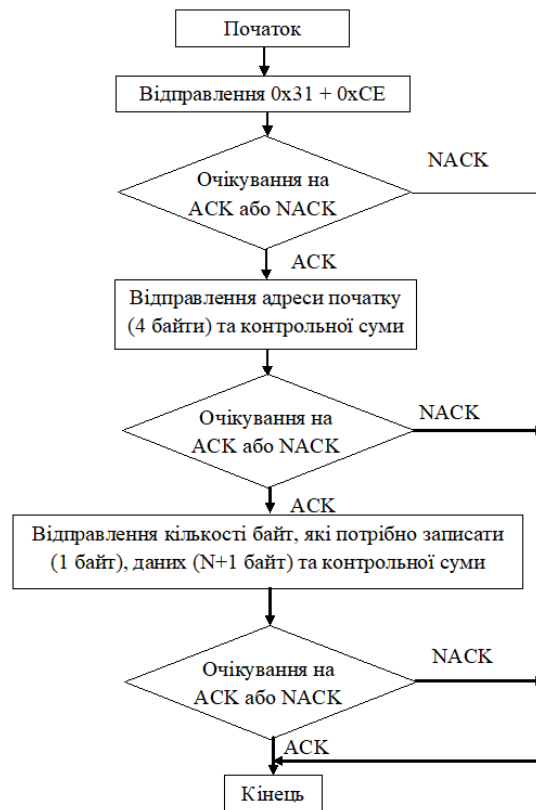 Початок
Відправлення 0x31 + 0xCE
NACK
Очікування на
ACK або NACK
ACK
Відправлення адреси початку
(4 байти) та контрольної суми
NACK
Очікування на
ACK або NACK
ACK
Відправлення кількості байт, які потрібно записати
(1 байт), даних (N+1 байт) та контрольної суми
NACK
Очікування на
ACK або NACK
ACK
Кінець